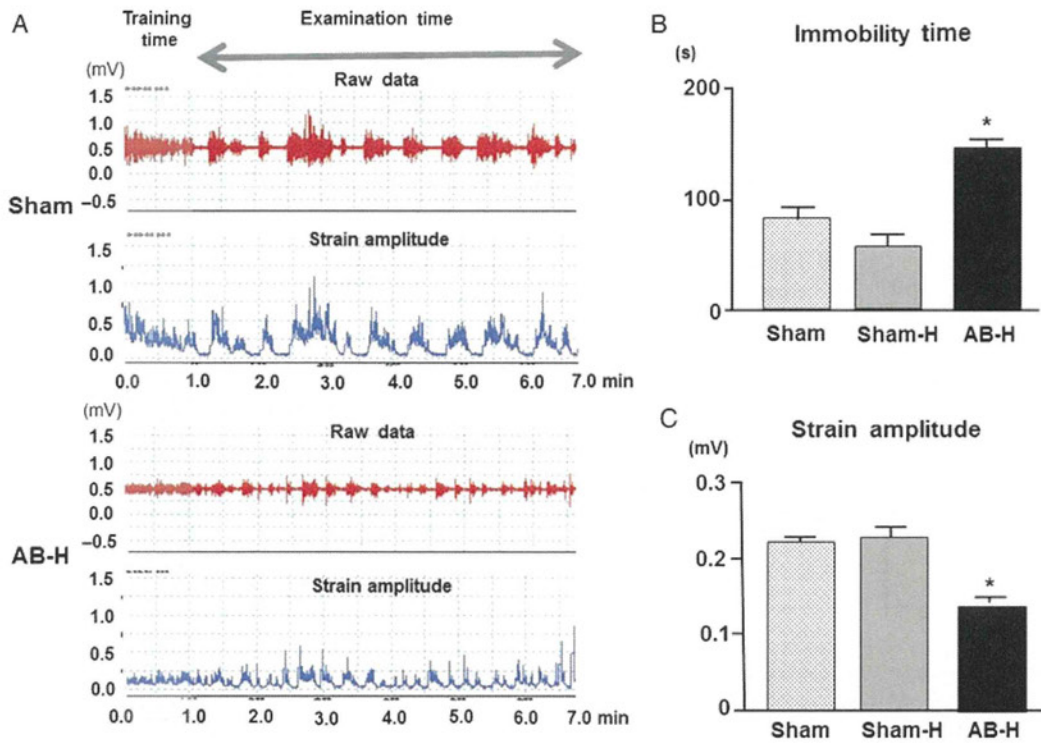 A
Training time
Examination time
(mV)
Raw data
1.5
1.0
0.5
0.0
−0.5
Sham
Strain amplitude
1.5
1.0
0.5
0.0
0.0 1.0 2.0 3.0 4.0 5.0 6.0 7.0 min
(mV)
Raw data
1.5
1.0
0.5
0.0
−0.5
AB-H
Strain amplitude
1.5
1.0
0.5
0.0
0.0 1.0 2.0 3.0 4.0 5.0 6.0 7.0 min
B
Immobility time
(s)
200
100
0
*
Sham Sham-H AB-H
C
Strain amplitude
(mV)
0.3
0.2
0.1
0
*
Sham Sham-H AB-H